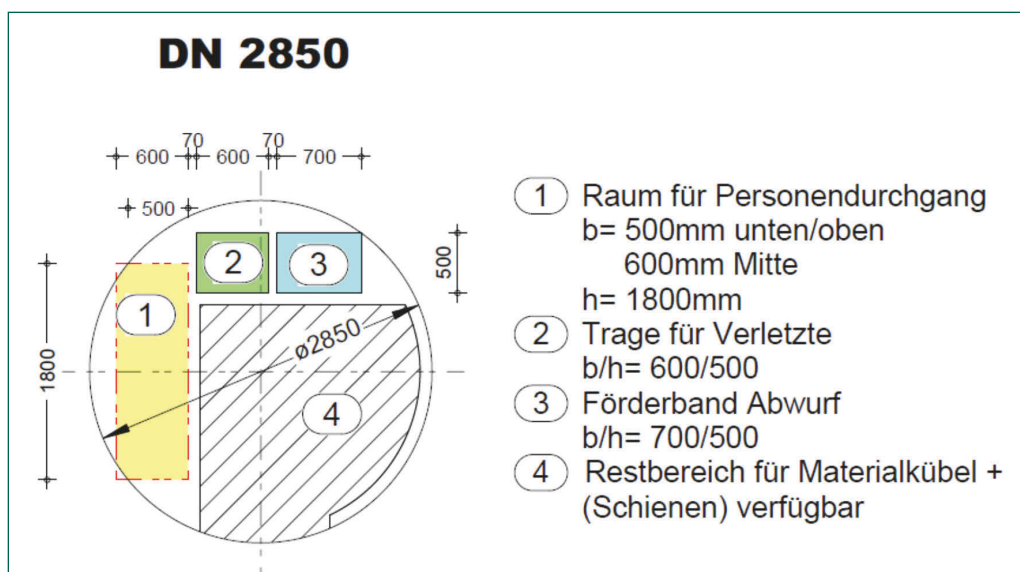 DN 2850
70 70
600 600 700
500
500
1800
ø2850
1
2
3
4
1 Raum für Personendurchgang
b= 500mm unten/oben
600mm Mitte
h= 1800mm
2 Trage für Verletzte
b/h= 600/500
3 Förderband Abwurf
b/h= 700/500
4 Restbereich für Materialkübel +
(Schienen) verfügbar